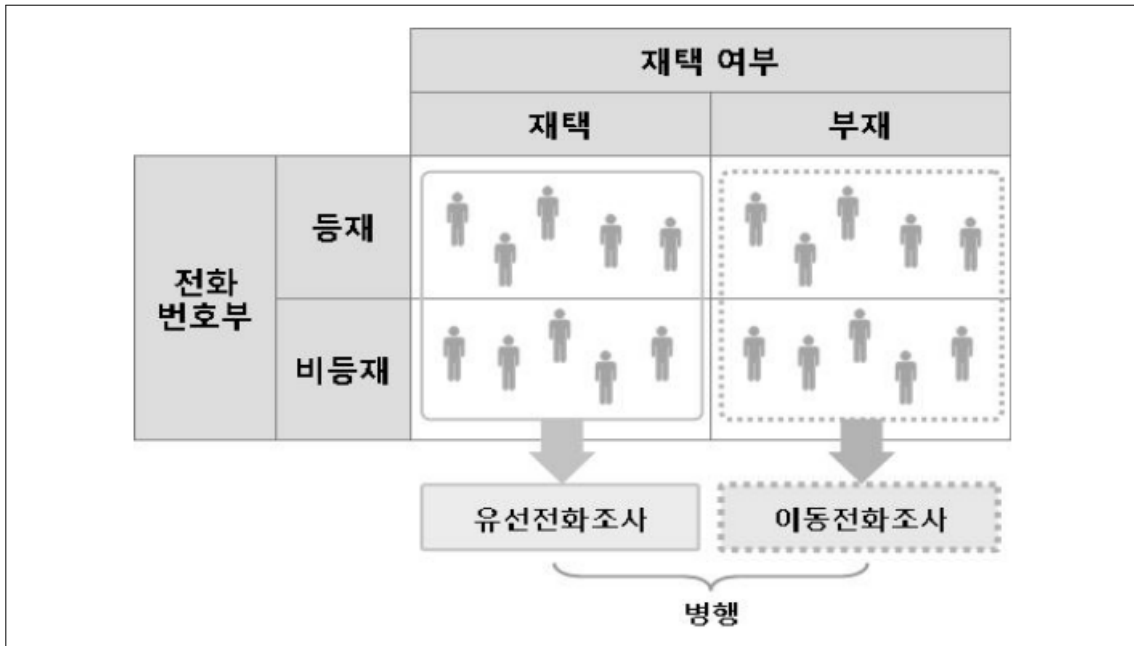 재택 여부
재택
부재
전화
번호부
등재
비등재
유선전화조사
이동전화조사
병행